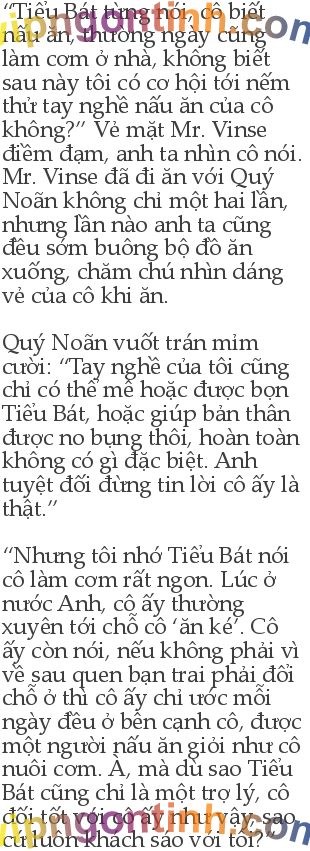 “Tiểu Bát từng nói, cô biết
nấu ăn, thường ngày cũng
làm cơm ở nhà, không biết
sau này tôi có cơ hội tới nếm
thử tay nghề nấu ăn của cô
không?” Vẻ mặt Mr. Vinse
điềm đạm, anh ta nhìn cô nói.
Mr. Vinse đã đi ăn với Quý
Noãn không chỉ một hai lần,
nhưng lần nào anh ta cũng
đều sớm buông bộ đồ ăn
xuống, chăm chú nhìn dáng
vẻ của cô khi ăn.
Quý Noãn vuốt trán mỉm
cười: “Tay nghề của tôi cũng
chỉ có thể mê hoặc được bọn
Tiểu Bát, hoặc giúp bản thân
được no bụng thôi, hoàn toàn
không có gì đặc biệt. Anh
tuyệt đối đừng tin lời cô ấy là
thật.”
“Nhưng tôi nhớ Tiểu Bát nói
cô làm cơm rất ngon. Lúc ở
nước Anh, cô ấy thường
xuyên tới chỗ cô ‘ăn ké’. Cô
ấy còn nói, nếu không phải vì
về sau quen bạn trai phải đổi
chỗ ở thì cô ấy chỉ ước mỗi
ngày đều ở bên cạnh cô, được
một người nấu ăn giỏi như cô
nuôi cơm. À, mà dù sao Tiểu
Bát cũng chỉ là một trợ lý, cô
đối tốt với cô ấy như vậy, sao
cứ luôn khách sáo với tôi?”
vipngontinh.com